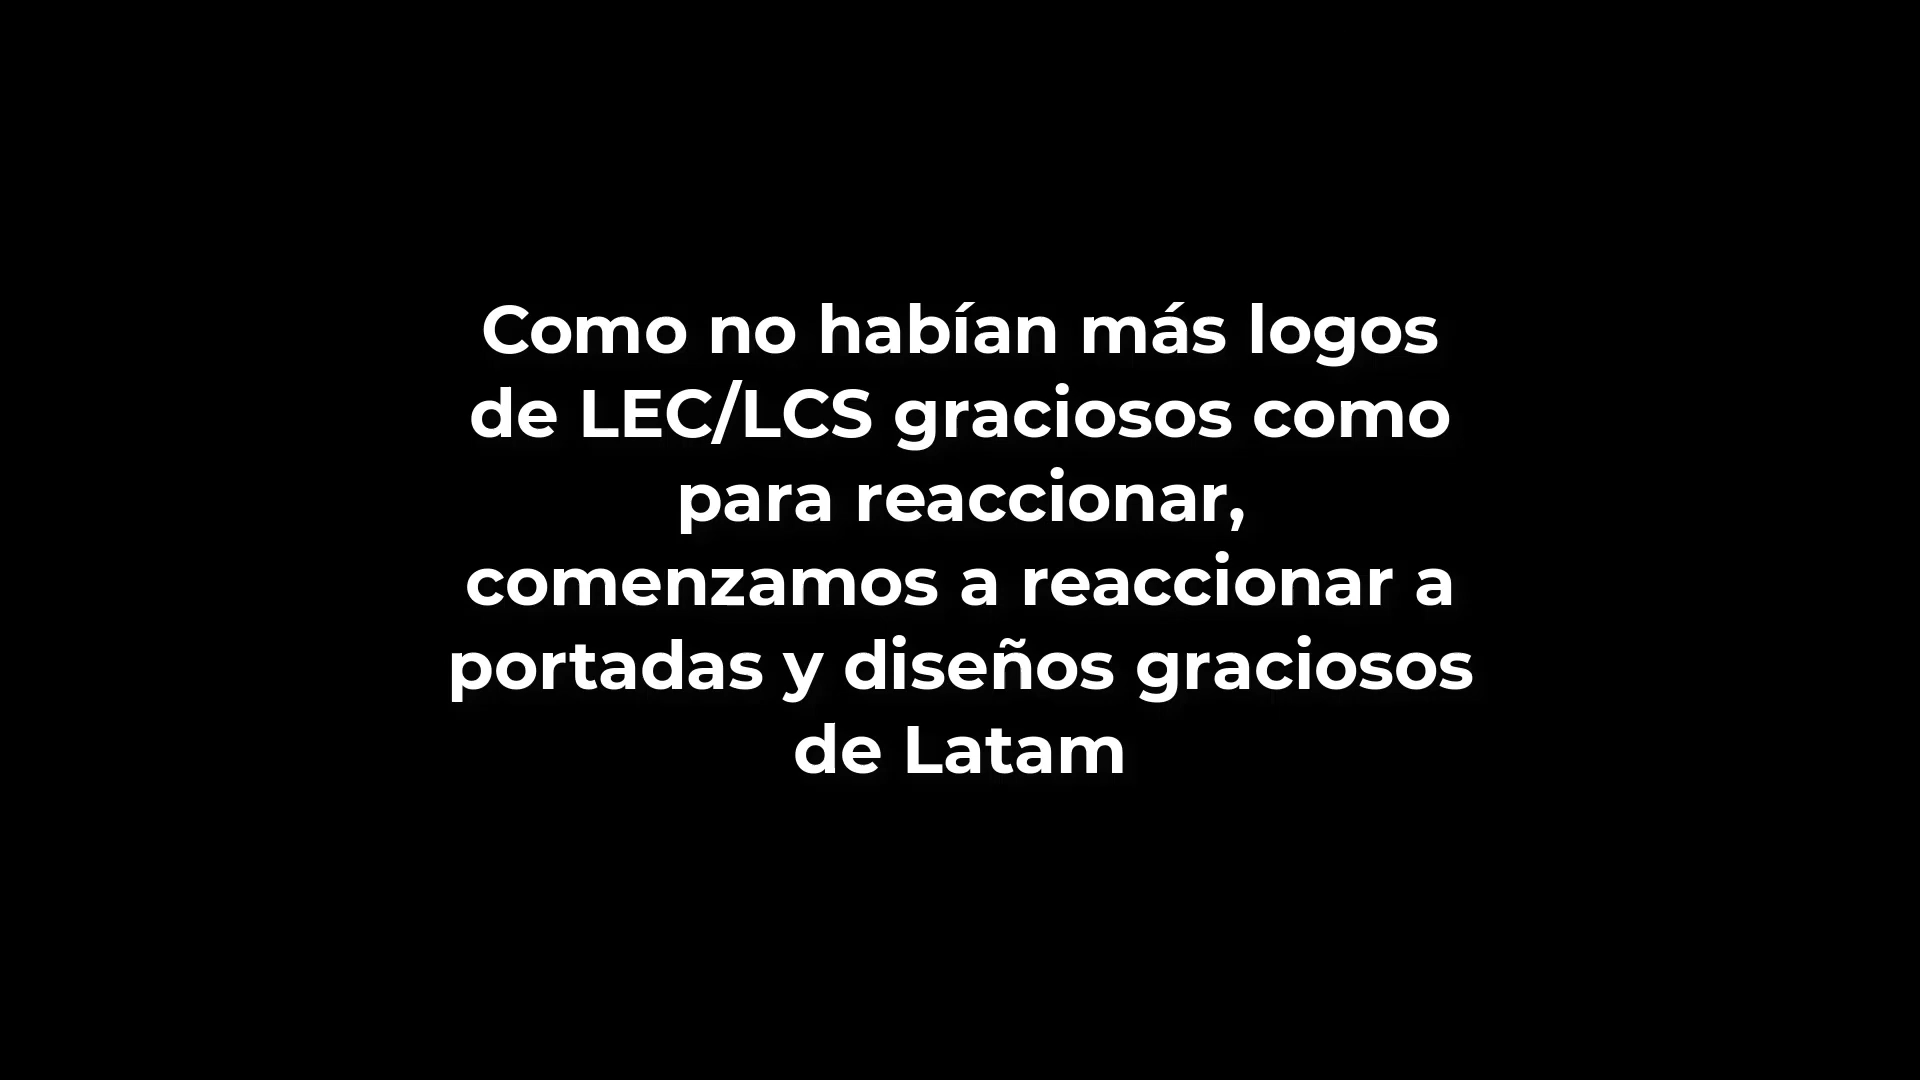 Como no habían más logos
de LEC/LCS graciosos como
para reaccionar,
comenzamos a reaccionar a
portadas y diseños graciosos
de Latam